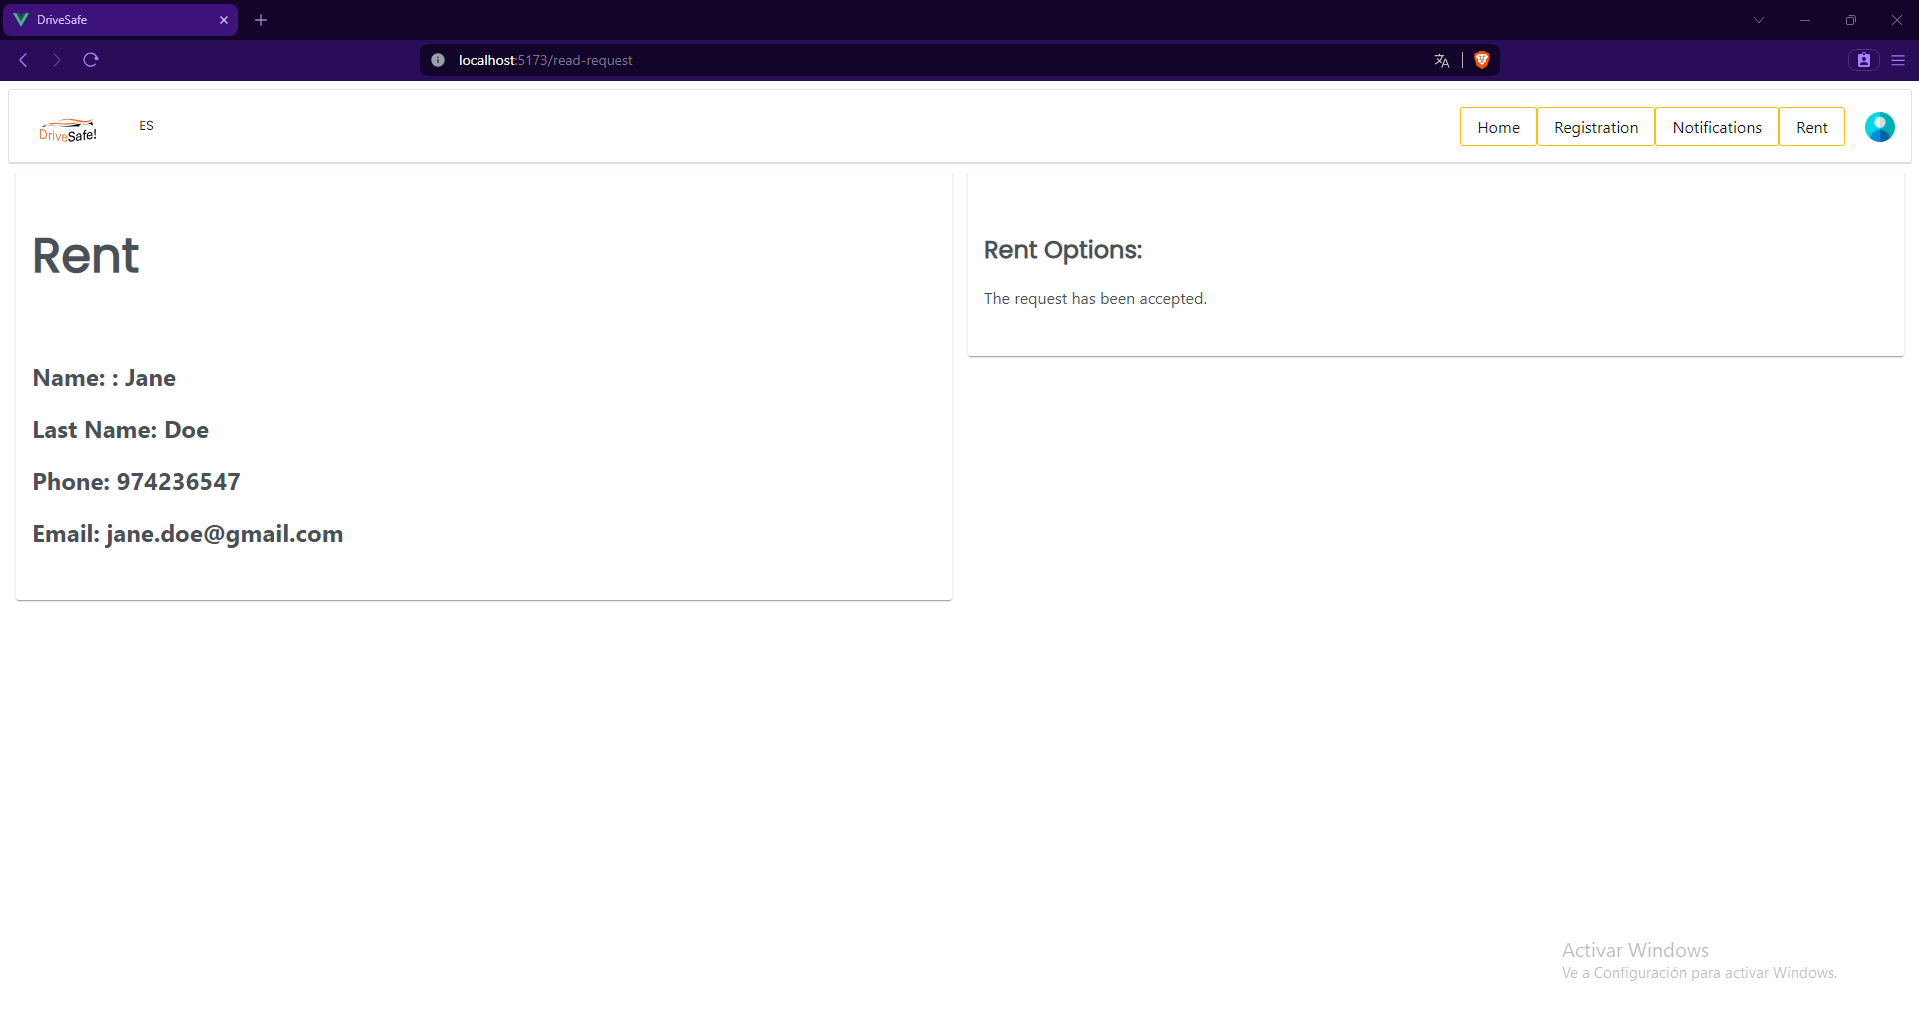 DriveSafe
localhost:5173/read-request
DriveSafe!
ES
Home
Registration
Notifications
Rent
Rent
Name: : Jane
Last Name: Doe
Phone: 974236547
Email: jane.doe@gmail.com
Rent Options:
The request has been accepted.
Activar Windows
Ve a Configuración para activar Windows.